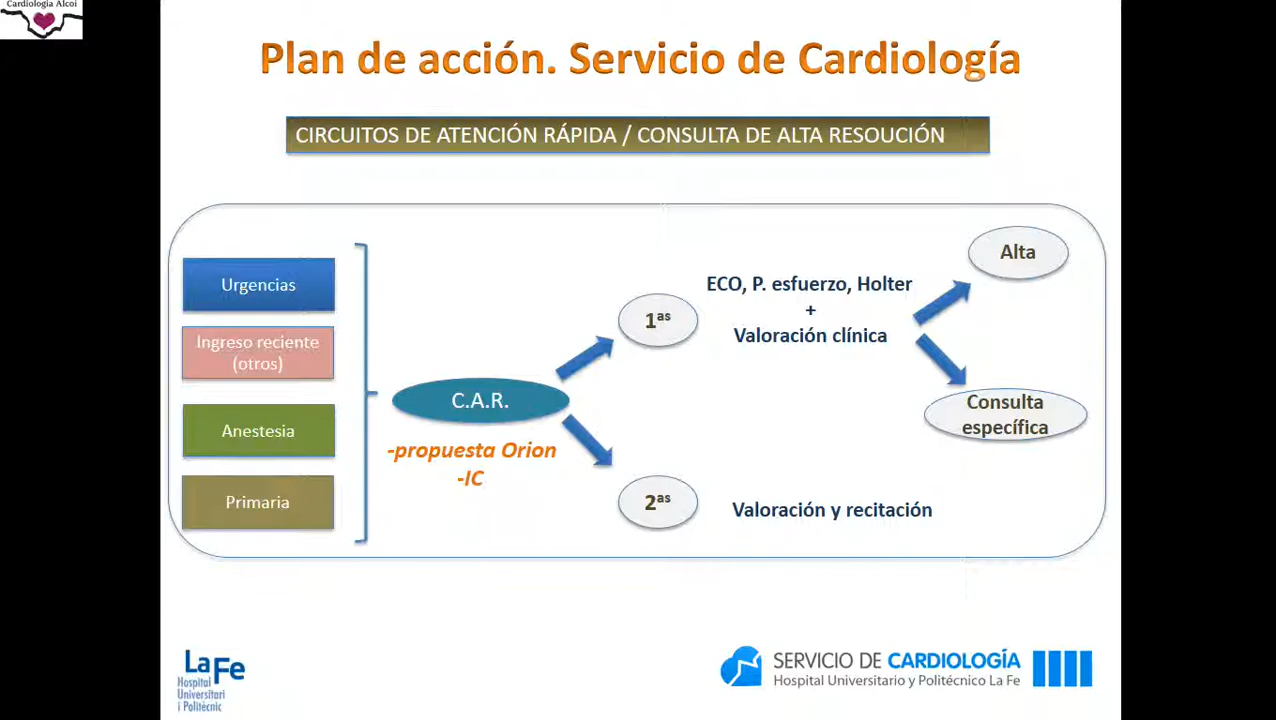 Cardiología Alcoi
Plan de acción. Servicio de Cardiología
CIRCUITOS DE ATENCIÓN RÁPIDA / CONSULTA DE ALTA RESOUCIÓN
Urgencias
Ingreso reciente
(otros)
Anestesia
Primaria
C.A.R.
-propuesta Orion
-IC
1as
ECO, P. esfuerzo, Holter
+
Valoración clínica
Alta
Consulta
específica
2as
Valoración y recitación
La Fe
Hospital
Universitari
i Politècnic
SERVICIO DE CARDIOLOGÍA
Hospital Universitario y Politécnico La Fe